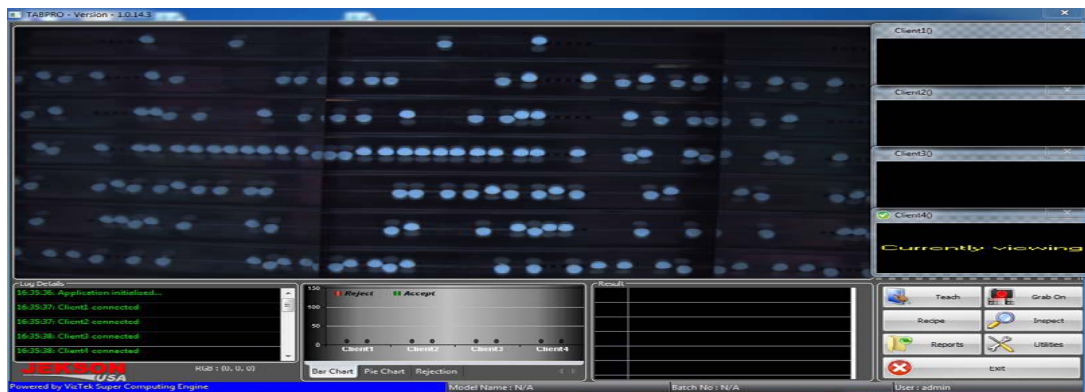 TABPRO - Version - 1.0.14.3
Client1()
Client2()
Client3()
Client4()
Currently viewing
Log Details
16:35:36: Application initialised...
16:35:37: Client1 connected
16:35:37: Client2 connected
16:35:38: Client3 connected
16:35:38: Client4 connected
JEKSON
USA
RGB : (0, 0, 0)
150
Reject
Accept
100
50
0
Client1 Client2 Client3 Client4
Bar Chart Pie Chart Rejection
Result
Teach Grab On
Recipe Inspect
Reports Utilities
Exit
Powered by VizTek Super Computing Engine
Model Name : N/A
Batch No : N/A
User : admin